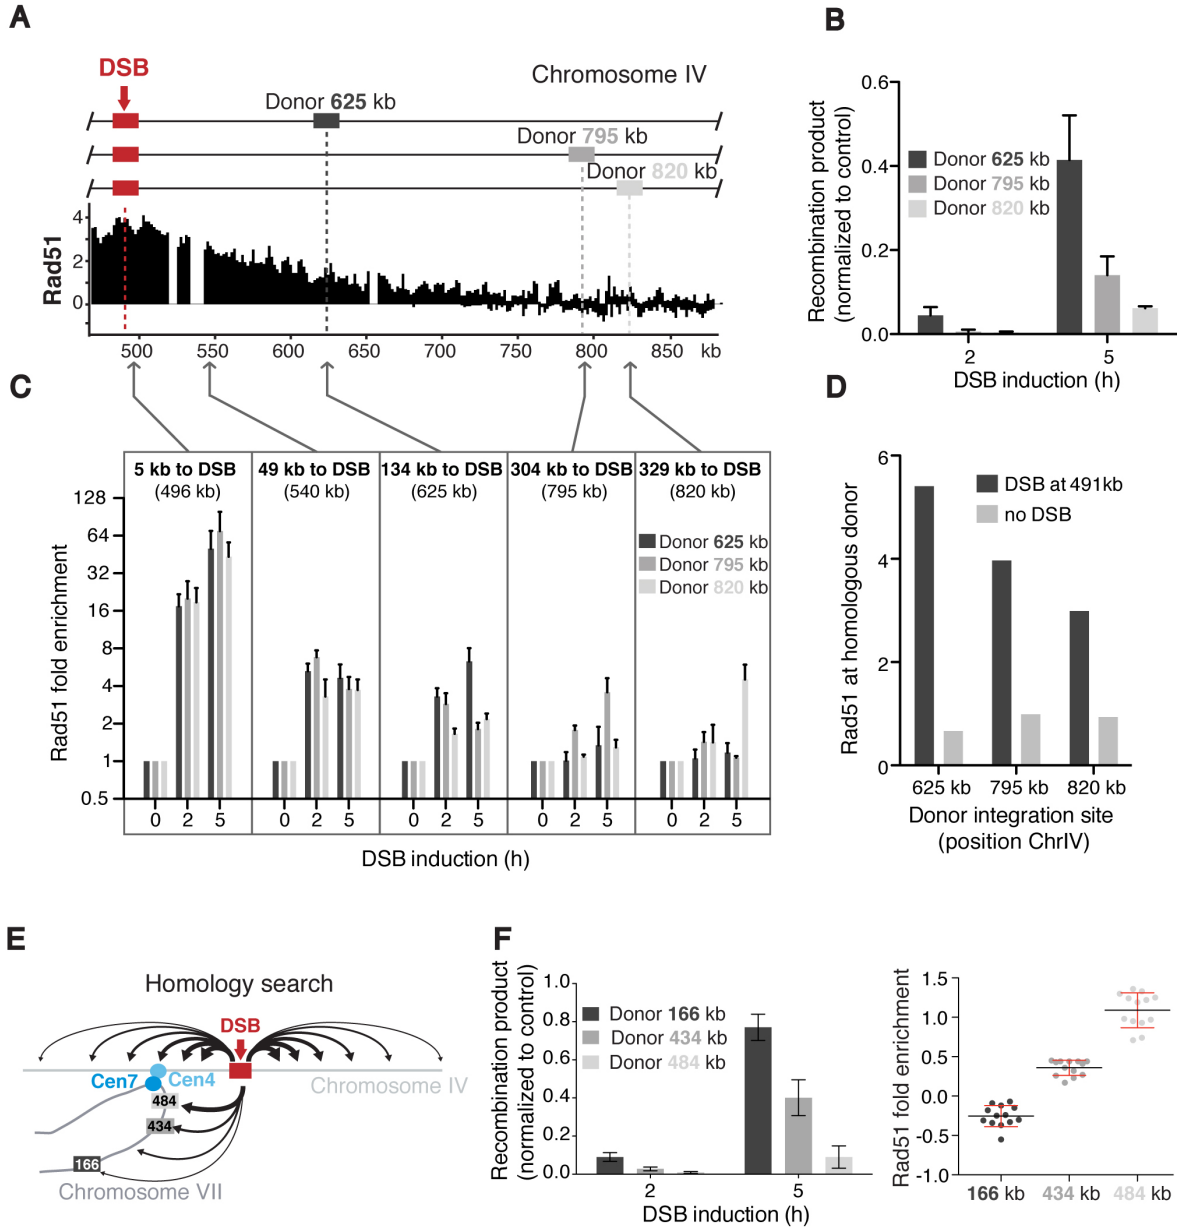 A
DSB
Chromosome IV
Donor 625 kb
Donor 795 kb
Donor 820 kb
Rad51
4
2
0
500 550 600 650 700 750 800 850 kb
B
Recombination product
(normalized to control)
0.6
0.4
0.2
0.0
Donor 625 kb
Donor 795 kb
Donor 820 kb
2 5
DSB induction (h)
C
5 kb to DSB
(496 kb)
49 kb to DSB
(540 kb)
134 kb to DSB
(625 kb)
304 kb to DSB
(795 kb)
329 kb to DSB
(820 kb)
Rad51 fold enrichment
128
64
32
16
8
4
2
1
0.5
Donor 625 kb
Donor 795 kb
Donor 820 kb
0 2 5 0 2 5 0 2 5 0 2 5 0 2 5
DSB induction (h)
D
Rad51 at homologous donor
6
4
2
0
DSB at 491kb
no DSB
625 kb 795 kb 820 kb
Donor integration site
(position ChrIV)
E
Homology search
DSB
Cen7 Cen4
Chromosome IV
484
434
166
Chromosome VII
F
Recombination product
(normalized to control)
1.0
0.8
0.6
0.4
0.2
0.0
Donor 166 kb
Donor 434 kb
Donor 484 kb
2 5
DSB induction (h)
Rad51 fold enrichment
1.5
1.0
0.5
0.0
-0.5
-1.0
166 kb 434 kb 484 kb